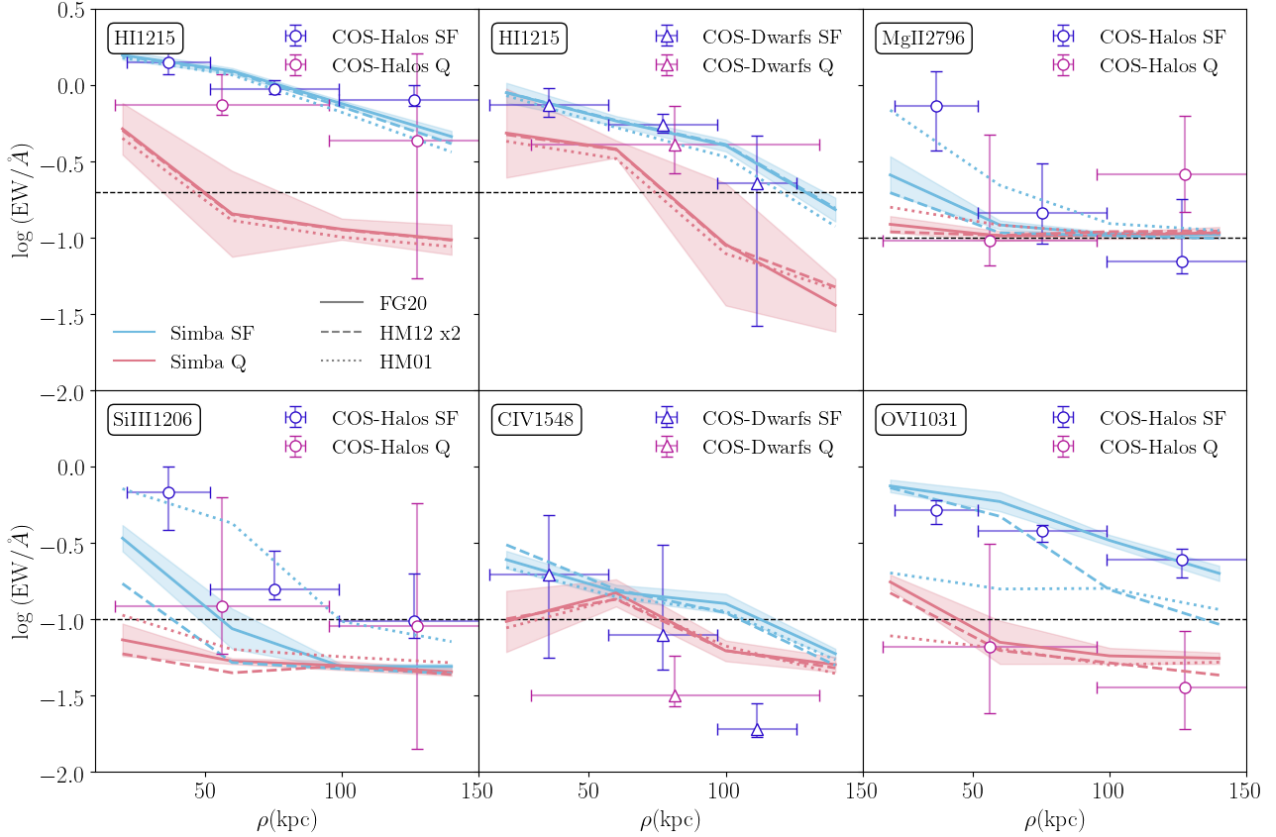 HI1215
COS-Halos SF
COS-Halos Q
HI1215
COS-Dwarfs SF
COS-Dwarfs Q
MgII2796
COS-Halos SF
COS-Halos Q
0.5
0.0
−0.5
−1.0
−1.5
−2.0
log (EW/Å)
Simba SF
Simba Q
FG20
HM12 x2
HM01
SiIII1206
COS-Halos SF
COS-Halos Q
CIV1548
COS-Dwarfs SF
COS-Dwarfs Q
OVI1031
COS-Halos SF
COS-Halos Q
0.0
−0.5
−1.0
−1.5
−2.0
log (EW/Å)
50 100 150 50 100 150 50 100 150
ρ(kpc) ρ(kpc) ρ(kpc)